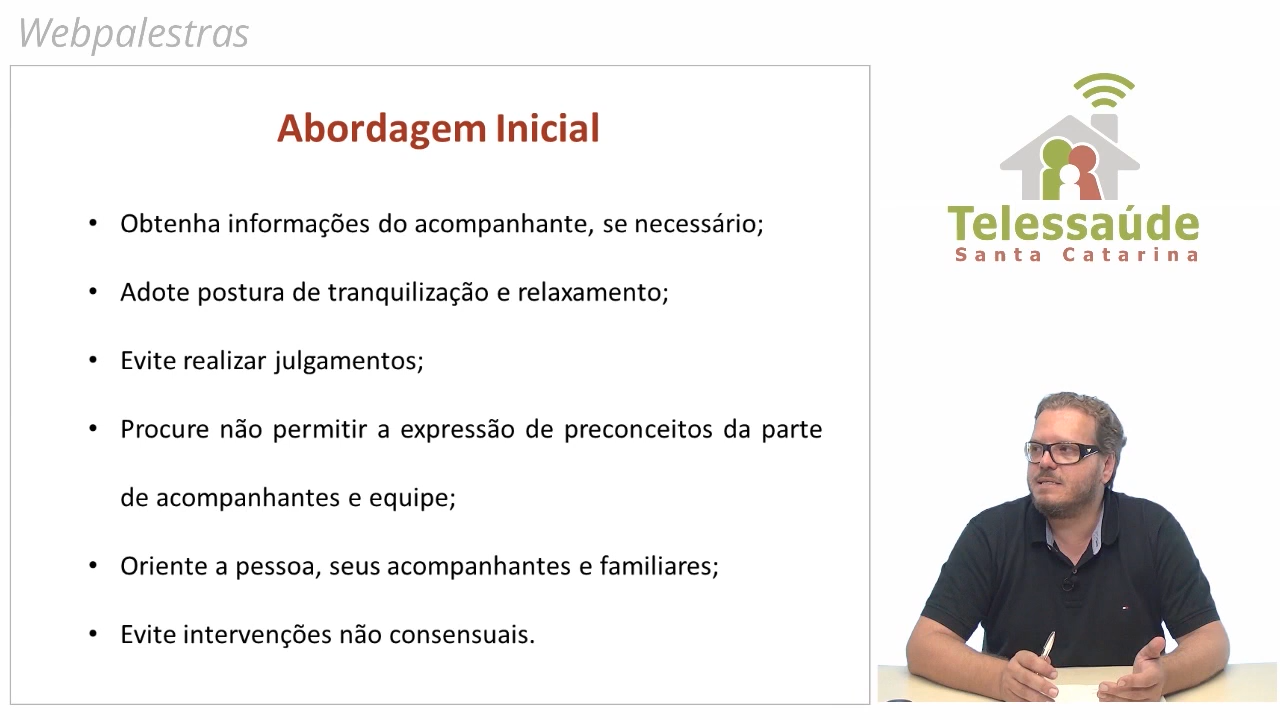 Webpalestras
Abordagem Inicial
• Obtenha informações do acompanhante, se necessário;
• Adote postura de tranquilização e relaxamento;
• Evite realizar julgamentos;
• Procure não permitir a expressão de preconceitos da parte
de acompanhantes e equipe;
• Oriente a pessoa, seus acompanhantes e familiares;
• Evite intervenções não consensuais.
Telessaúde
Santa Catarina